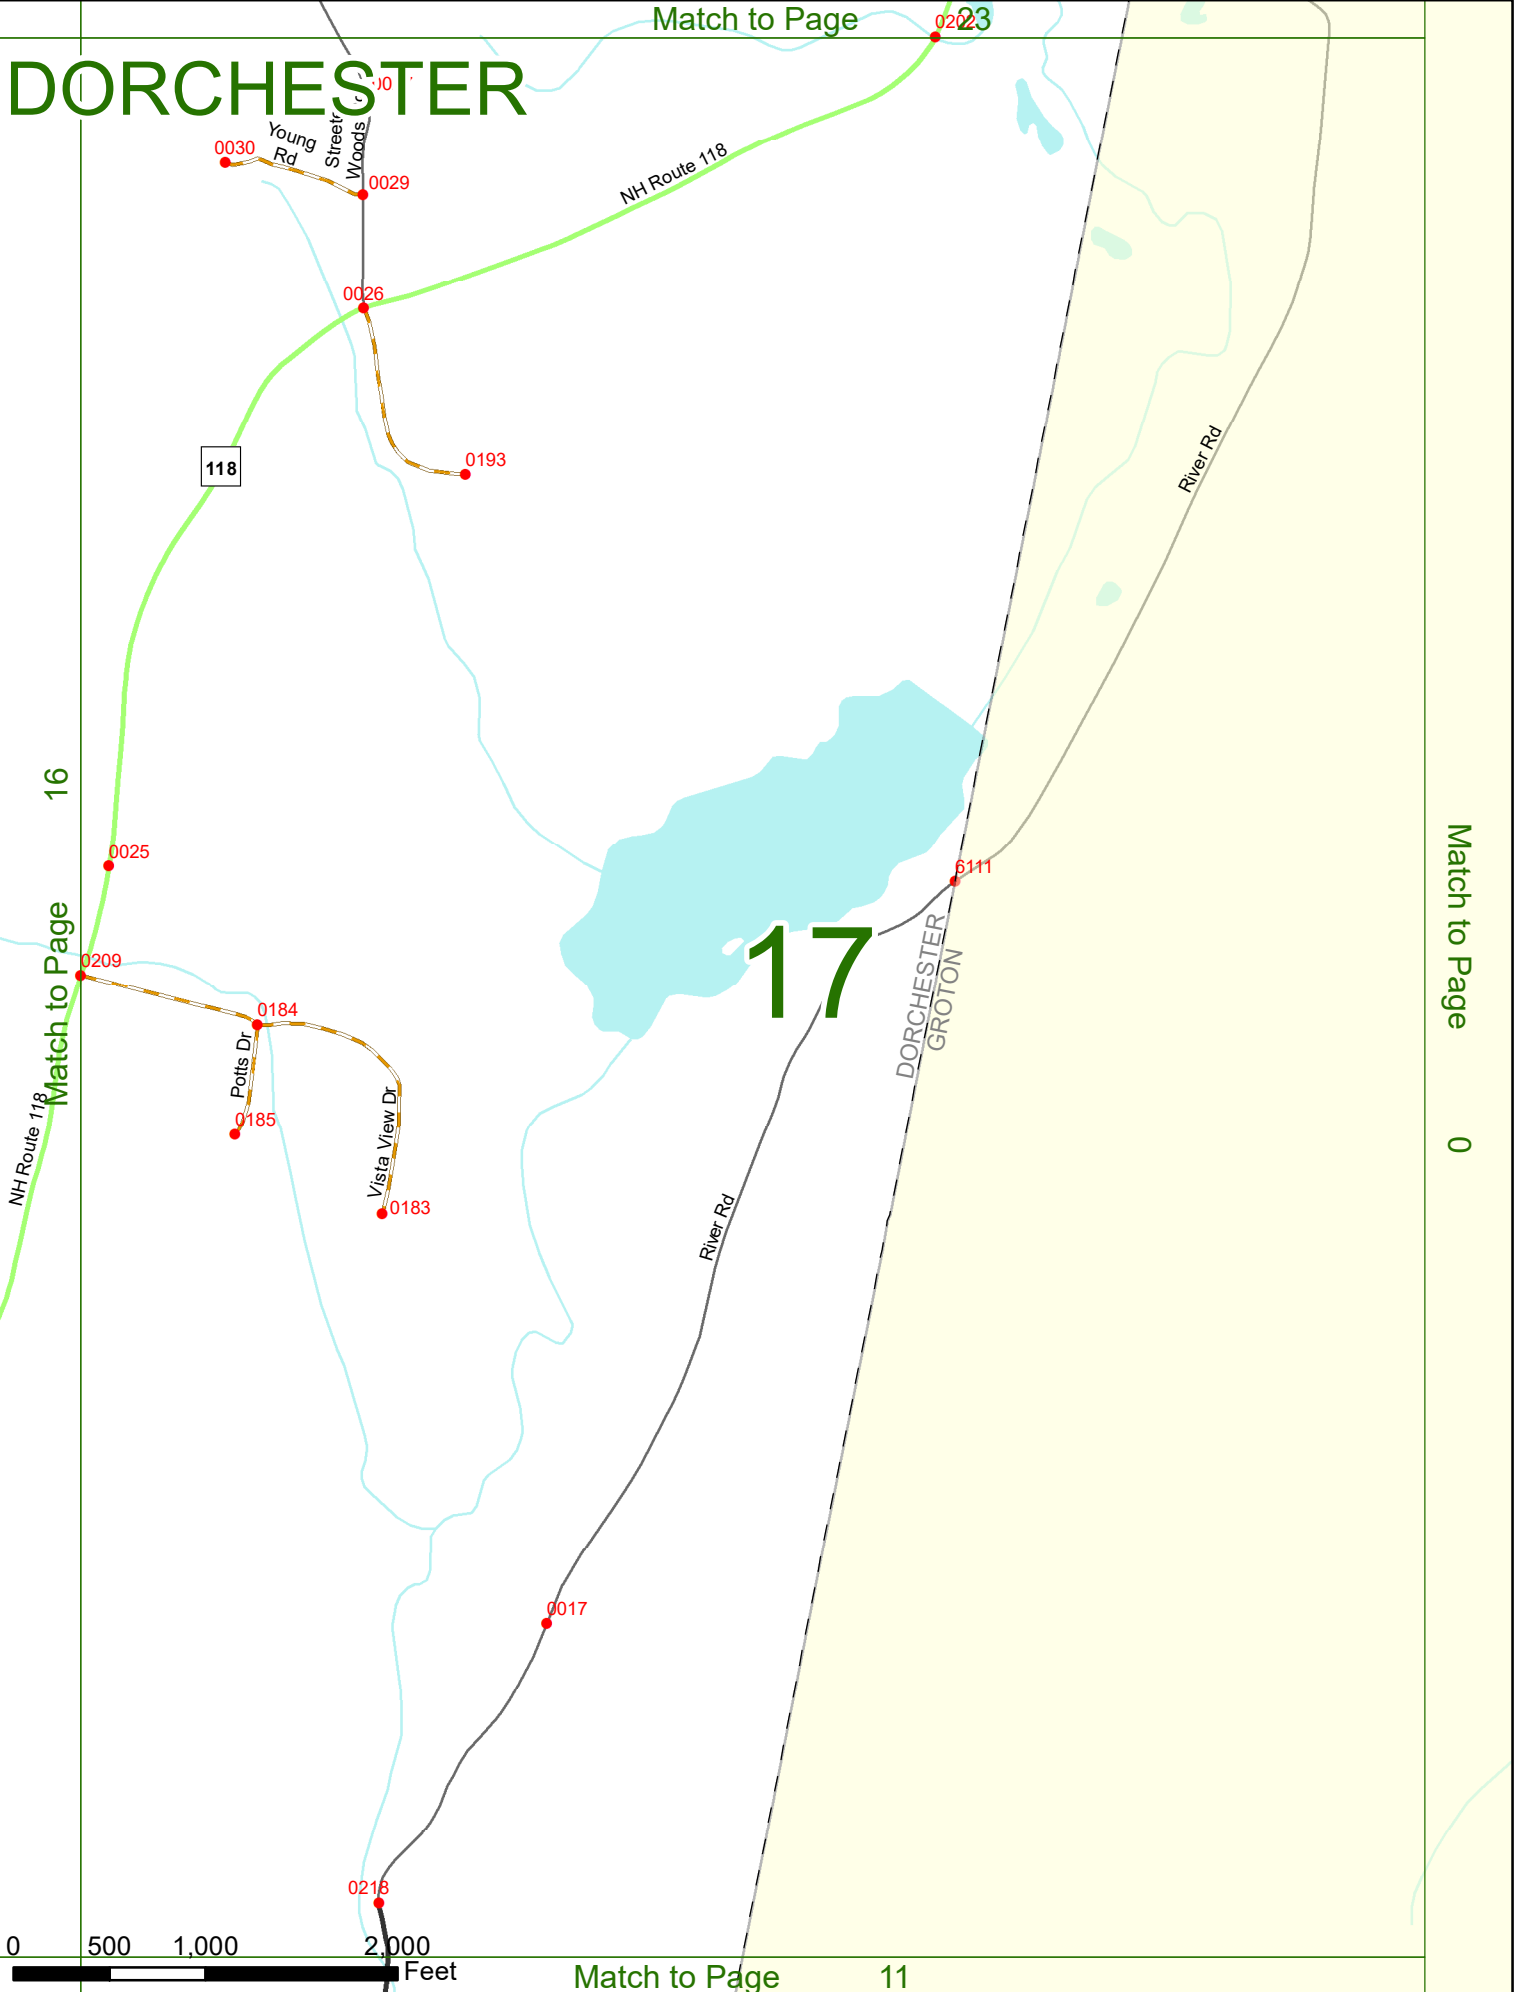 Match to Page 23
0202
DORCHESTER
Young
Rd
Woods
0030
0029
NH Route 118
0026
118
0193
River Rd
16
Match to Page
0025
6111
17
DORCHESTER
GROTON
Match to Page
0
0209
0184
Potts Dr
0185
Vista View Dr
0183
NH Route 118
River Rd
0017
0218
0 500 1,000 2,000
Feet
Match to Page 11